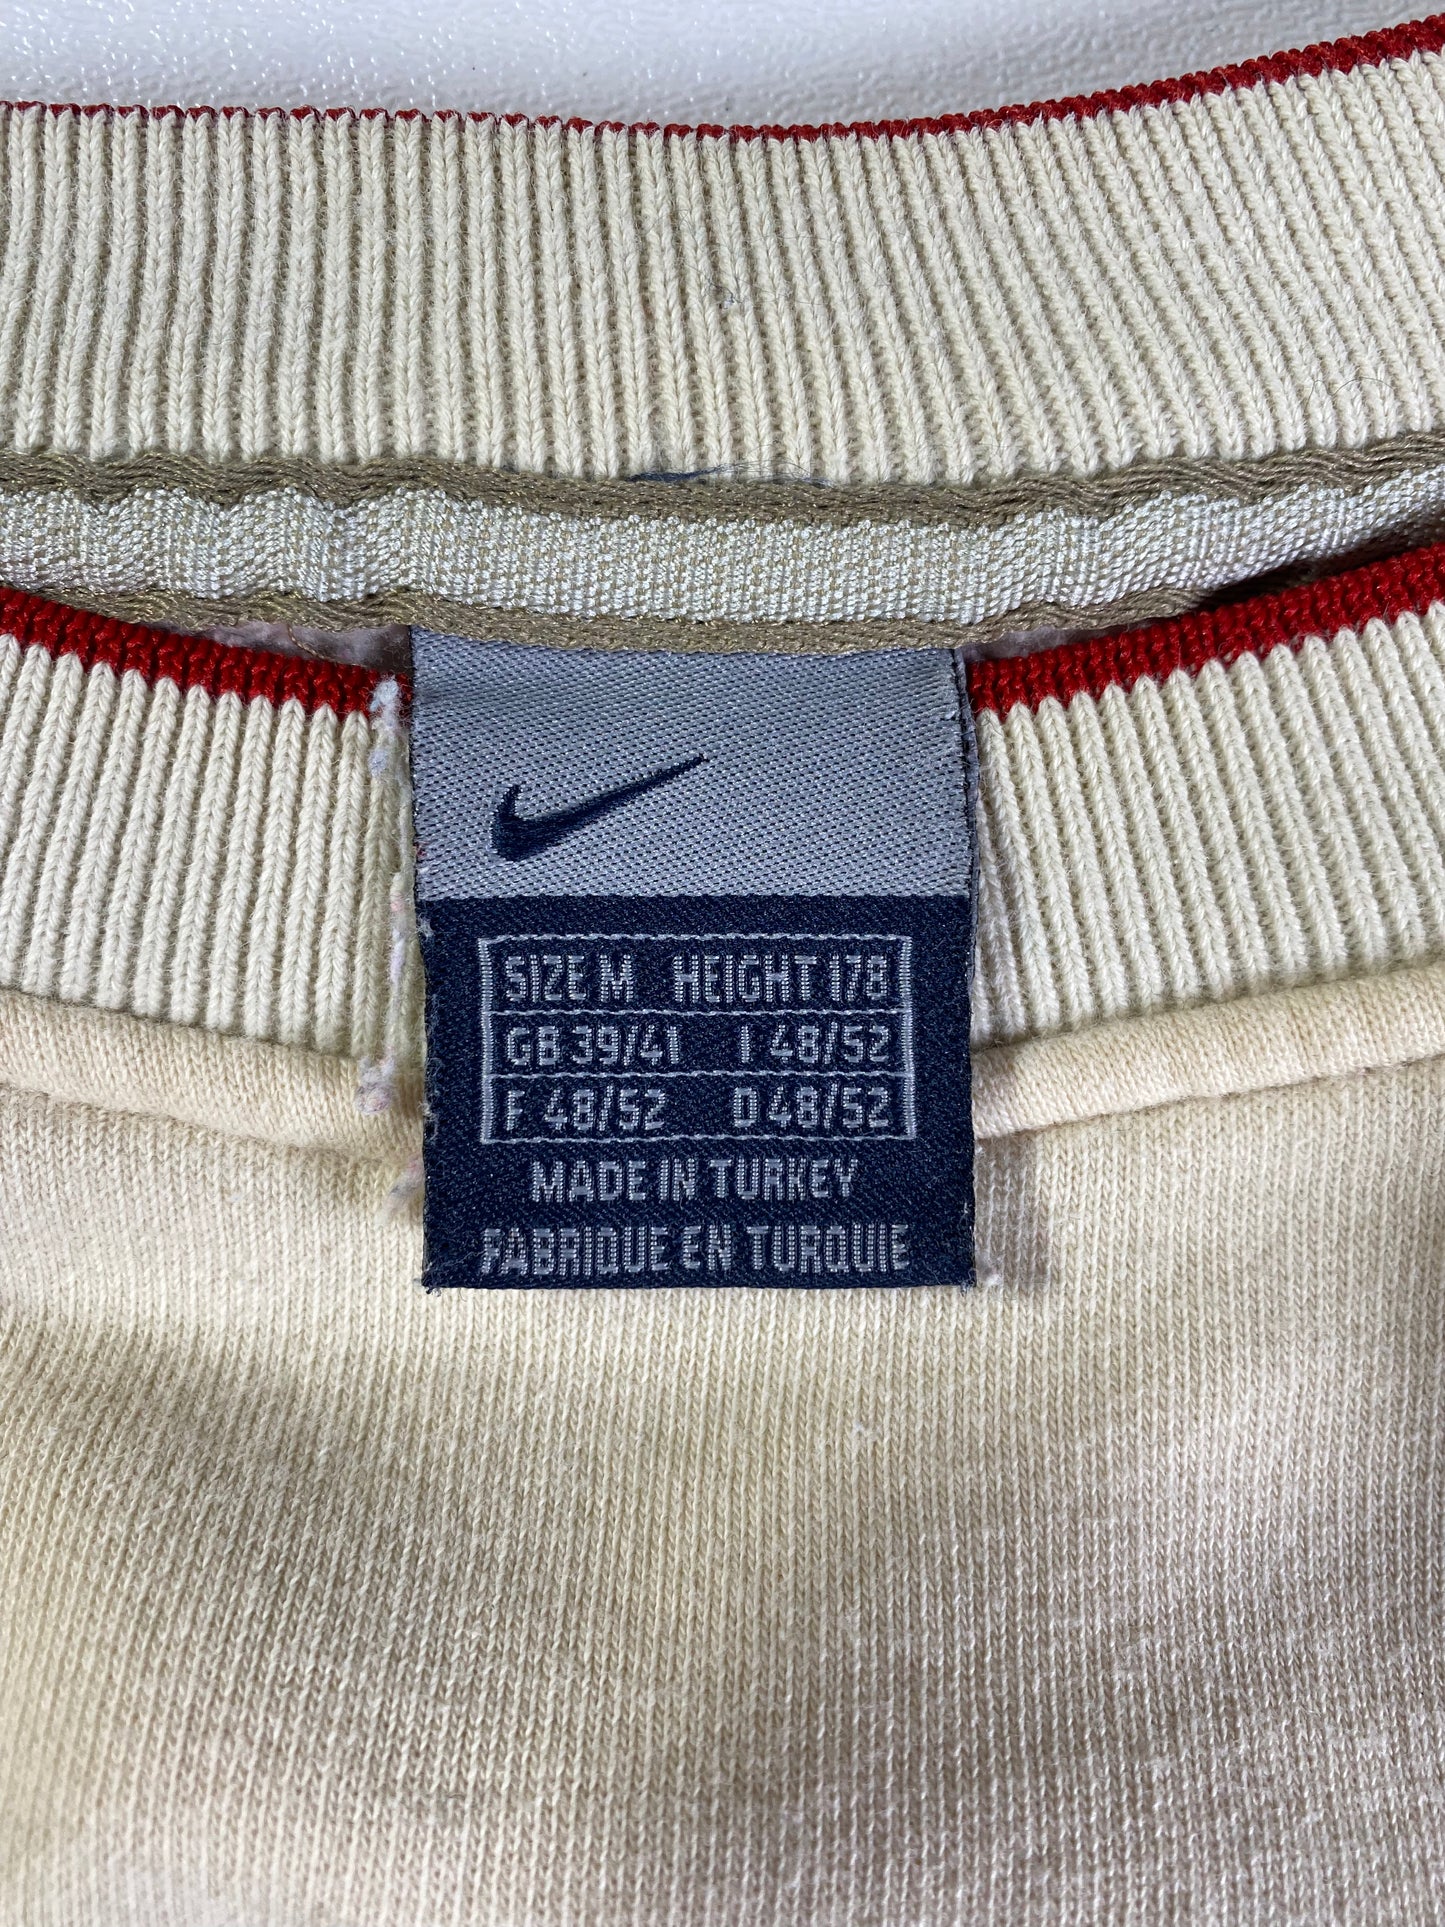 SIZE M HEIGHT 178
GB 39/41 I 48/52
F 48/52 D 48/52
MADE IN TURKEY
FABRIQUE EN TURQUIE